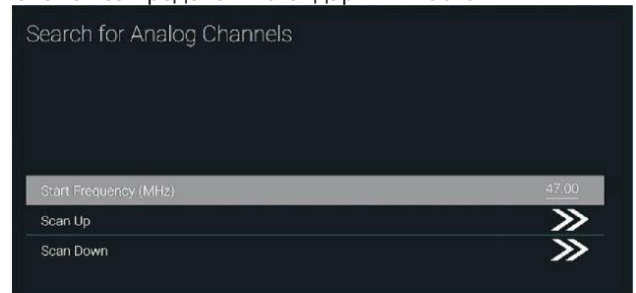 Search for Analog Channels
Start Frequency (MHz) 47.00
Scan Up
Scan Down